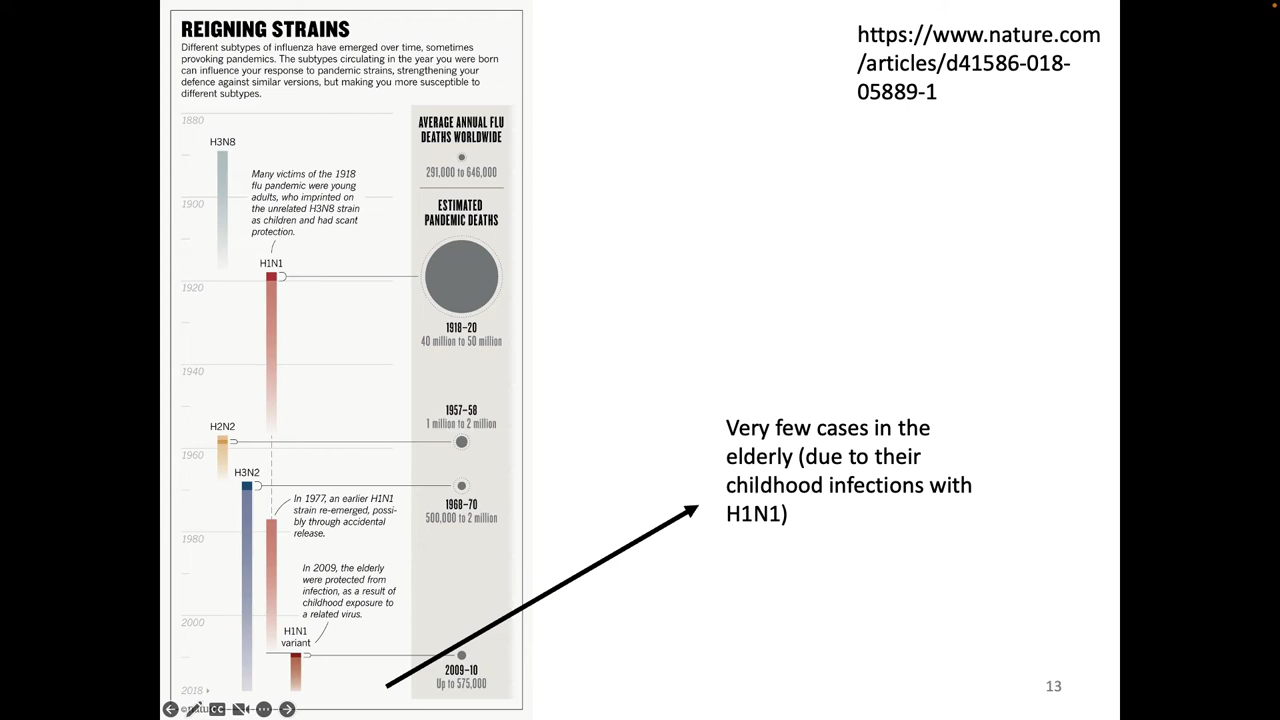 REIGNING STRAINS
Different subtypes of influenza have emerged over time, sometimes
provoking pandemics. The subtypes circulating in the year you were born
can influence your response to pandemic strains, strengthening your
defence against similar versions, but making you more susceptible to
different subtypes.
1880
H3N8
Many victims of the 1918
flu pandemic were young
adults, who imprinted on
the unrelated H3N8 strain
as children and had scant
protection.
1900
H1N1
1920
1940
H2N2
1960
H3N2
In 1977, an earlier H1N1
strain re-emerged, possi-
bly through accidental
release.
1980
In 2009, the elderly
were protected from
infection, as a result of
childhood exposure to
a related virus.
2000
H1N1
variant
2018
AVERAGE ANNUAL FLU
DEATHS WORLDWIDE
291,000 to 646,000
ESTIMATED
PANDEMIC DEATHS
1918–20
40 million to 50 million
1957–58
1 million to 2 million
1968–70
500,000 to 2 million
2009–10
Up to 575,000
CC
https://www.nature.com
/articles/d41586-018-
05889-1
Very few cases in the
elderly (due to their
childhood infections with
H1N1)
13